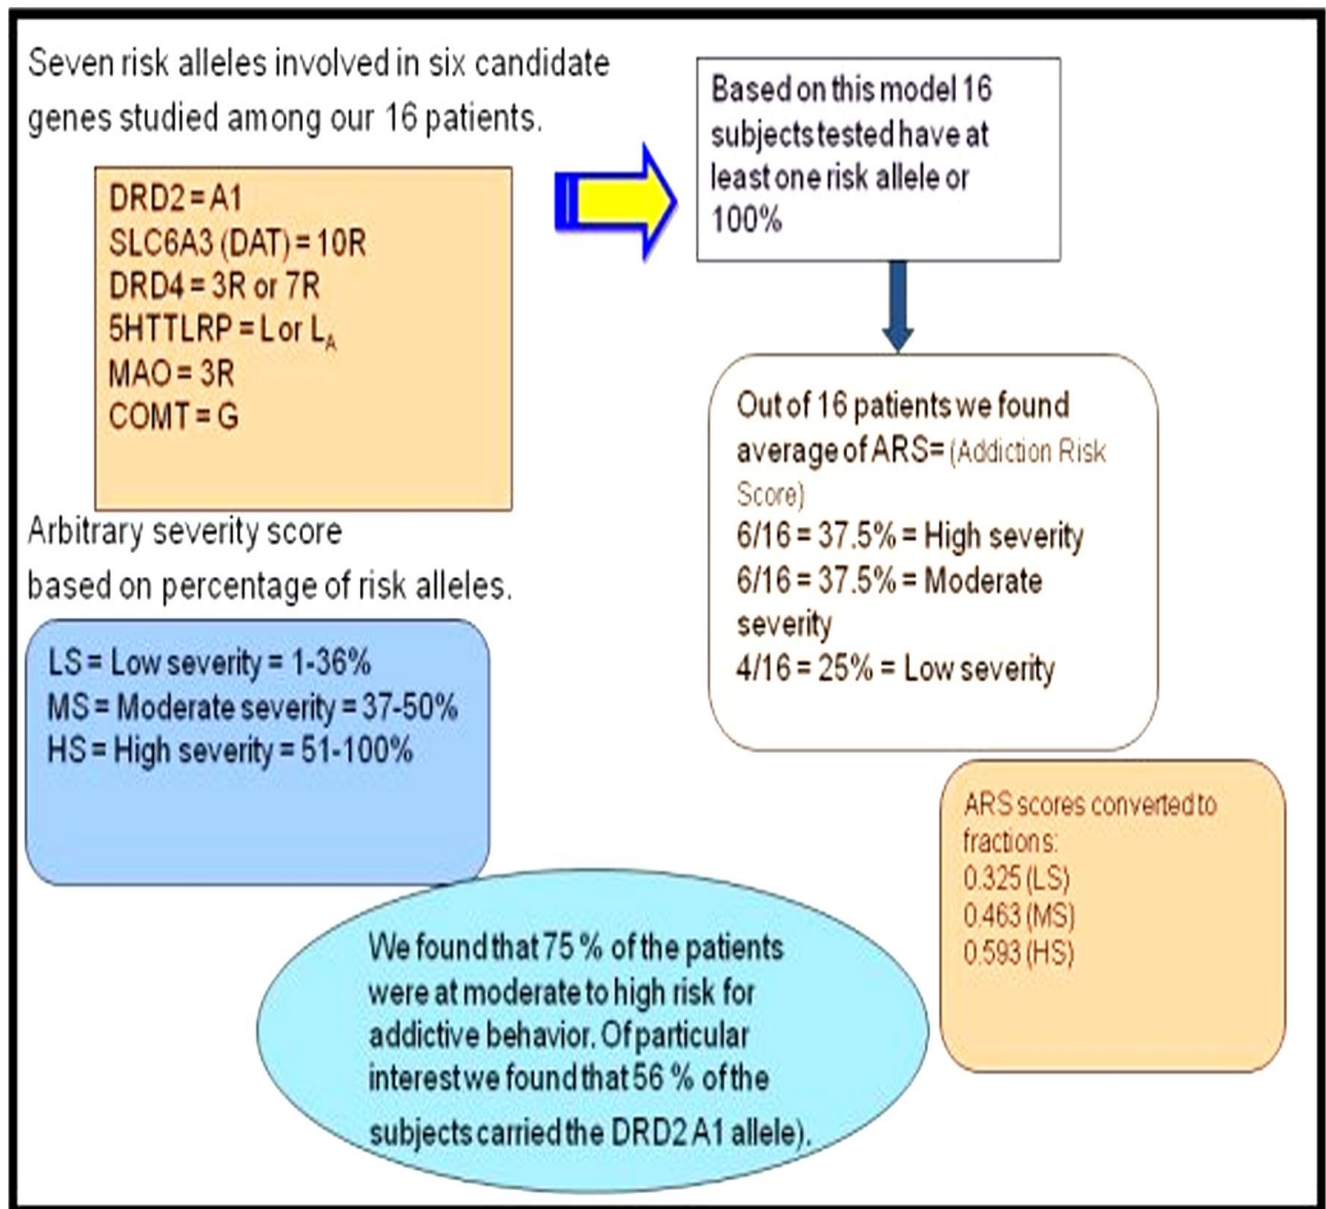 Seven risk alleles involved in six candidate
genes studied among our 16 patients.
DRD2 = A1
SLC6A3 (DAT) = 10R
DRD4 = 3R or 7R
5HTTLRP = L or LA
MAO = 3R
COMT = G
Based on this model 16
subjects tested have at
least one risk allele or
100%
Out of 16 patients we found
average of ARS= (Addiction Risk
Score)
6/16 = 37.5% = High severity
6/16 = 37.5% = Moderate
severity
4/16 = 25% = Low severity
Arbitrary severity score
based on percentage of risk alleles.
LS = Low severity = 1-36%
MS = Moderate severity = 37-50%
HS = High severity = 51-100%
ARS scores converted to
fractions:
0.325 (LS)
0.463 (MS)
0.593 (HS)
We found that 75 % of the patients
were at moderate to high risk for
addictive behavior. Of particular
interest we found that 56 % of the
subjects carried the DRD2 A1 allele).